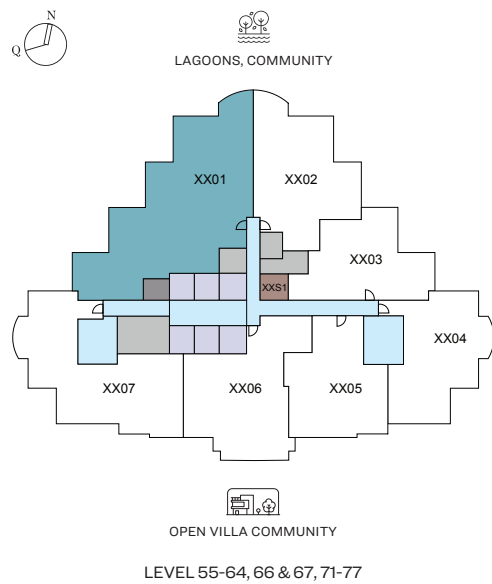 N
Q
LAGOONS, COMMUNITY
XX01
XX02
XX03
XXS1
XX04
XX07
XX06
XX05
OPEN VILLA COMMUNITY
LEVEL 55-64, 66 & 67, 71-77